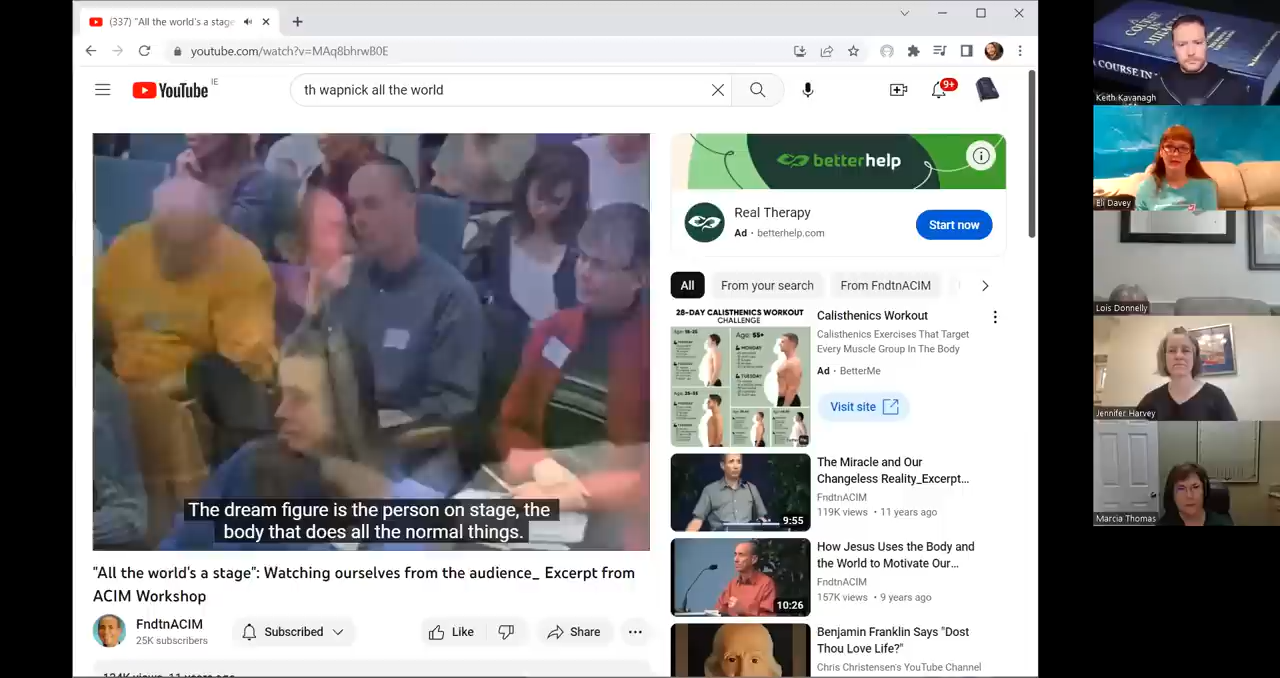 (337) "All the world's a stage
youtube.com/watch?v=MAq8bhrwB0E
YouTube IE
th wapnick all the world
9+
The dream figure is the person on stage, the
body that does all the normal things.
"All the world's a stage": Watching ourselves from the audience_ Excerpt from
ACIM Workshop
FndtnACIM
25K subscribers
Subscribed
Like
Share
betterhelp
Real Therapy
Ad · betterhelp.com
Start now
All
From your search
From FndtnACIM
28-DAY CALISTHENICS WORKOUT
CHALLENGE
Calisthenics Workout
Calisthenics Exercises That Target
Every Muscle Group In The Body
Ad · BetterMe
Visit site
The Miracle and Our
Changeless Reality_Excerpt...
FndtnACIM
119K views • 11 years ago
9:55
How Jesus Uses the Body and
the World to Motivate Our...
FndtnACIM
157K views • 9 years ago
10:26
Benjamin Franklin Says "Dost
Thou Love Life?"
Chris Christensen's YouTube Channel
A COURSE IN
Keith Kavanagh
Eli Davey
Lois Donnelly
Jennifer Harvey
Marcia Thomas